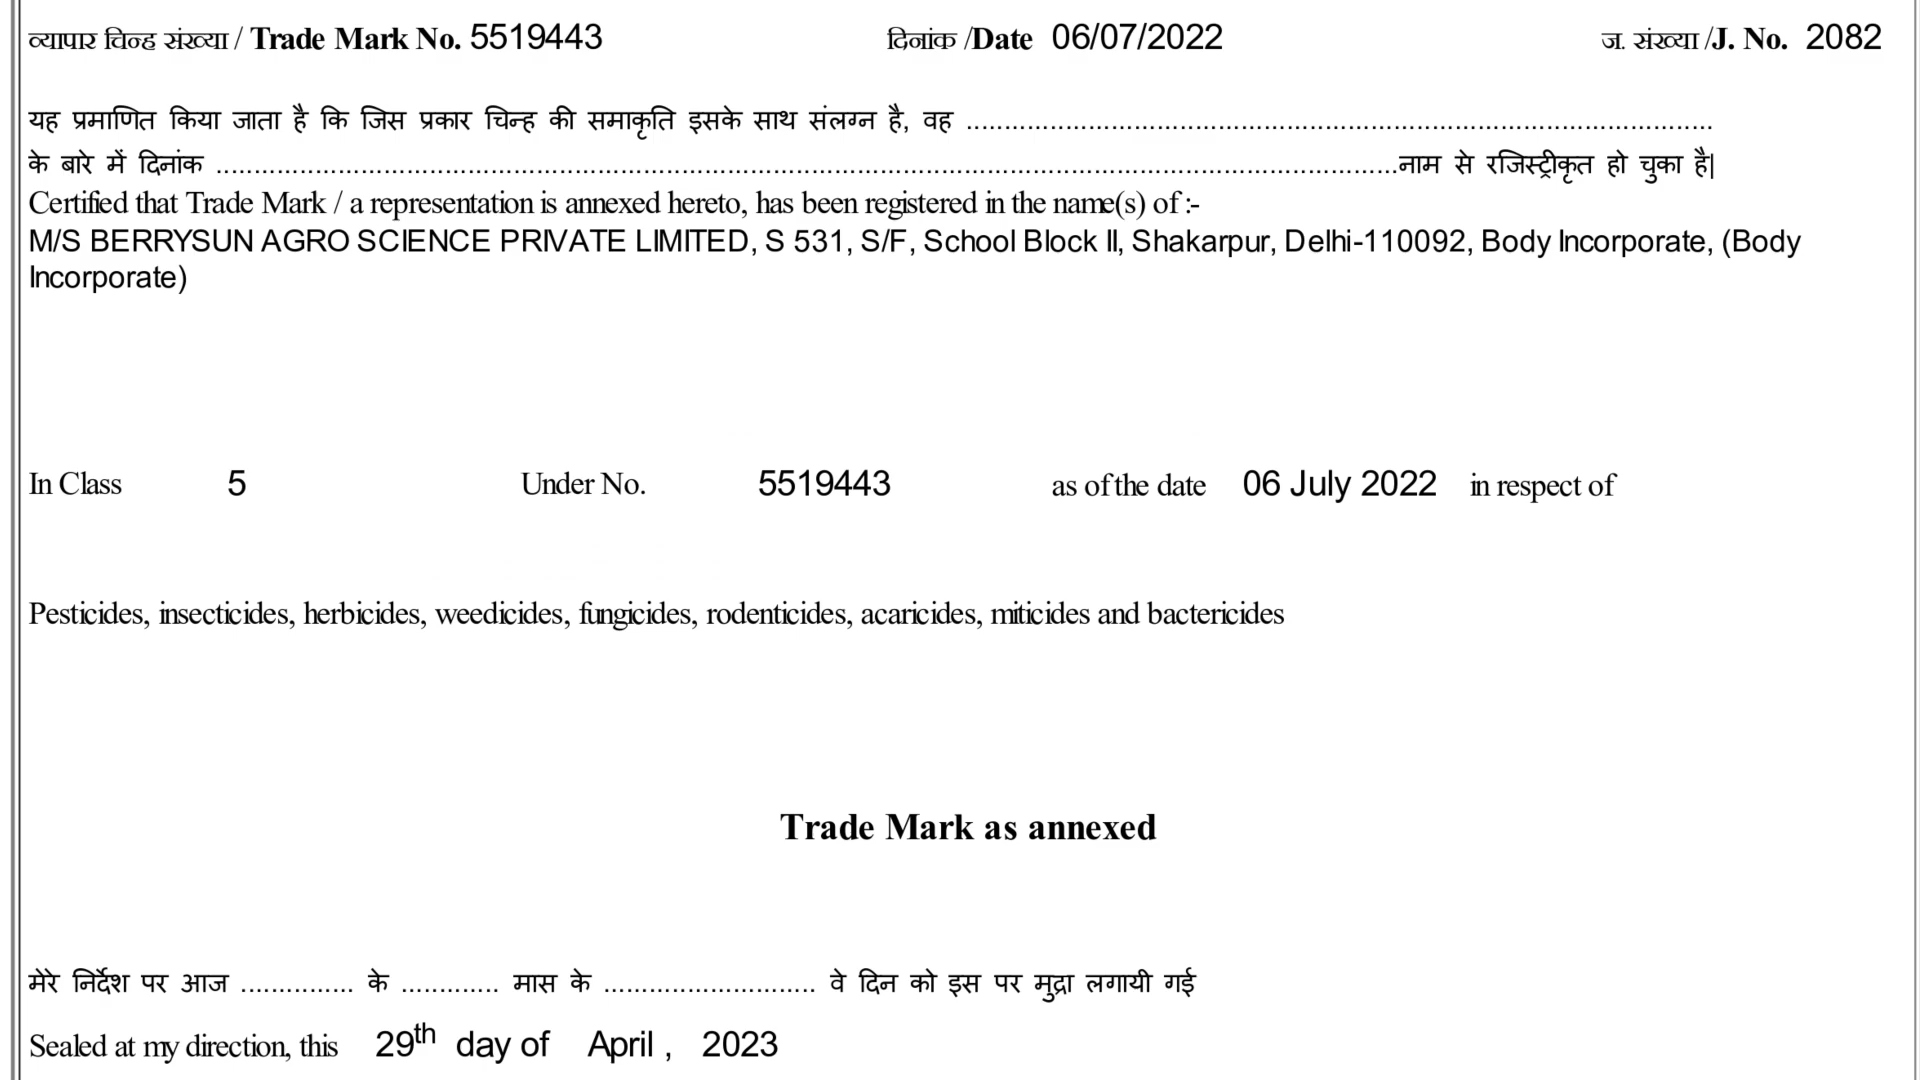 व्यापार चिन्ह संख्या / Trade Mark No. 5519443 दिनांक /Date 06/07/2022 ज. संख्या /J. No. 2082
यह प्रमाणित किया जाता है कि जिस प्रकार चिन्ह की समाकृति इसके साथ संलग्न है, वह ....................................................................................................
के बारे में दिनांक ..............................................................................................................................................................नाम से रजिस्ट्रीकृत हो चुका है|
Certified that Trade Mark / a representation is annexed hereto, has been registered in the name(s) of :-
M/S BERRYSUN AGRO SCIENCE PRIVATE LIMITED, S 531, S/F, School Block II, Shakarpur, Delhi-110092, Body Incorporate, (Body
Incorporate)
In Class 5 Under No. 5519443 as of the date 06 July 2022 in respect of
Pesticides, insecticides, herbicides, weedicides, fungicides, rodenticides, acaricides, miticides and bactericides
Trade Mark as annexed
मेरे निर्देश पर आज ............... के ............. मास के ............................ वे दिन को इस पर मुद्रा लगायी गई
Sealed at my direction, this 29th day of April , 2023